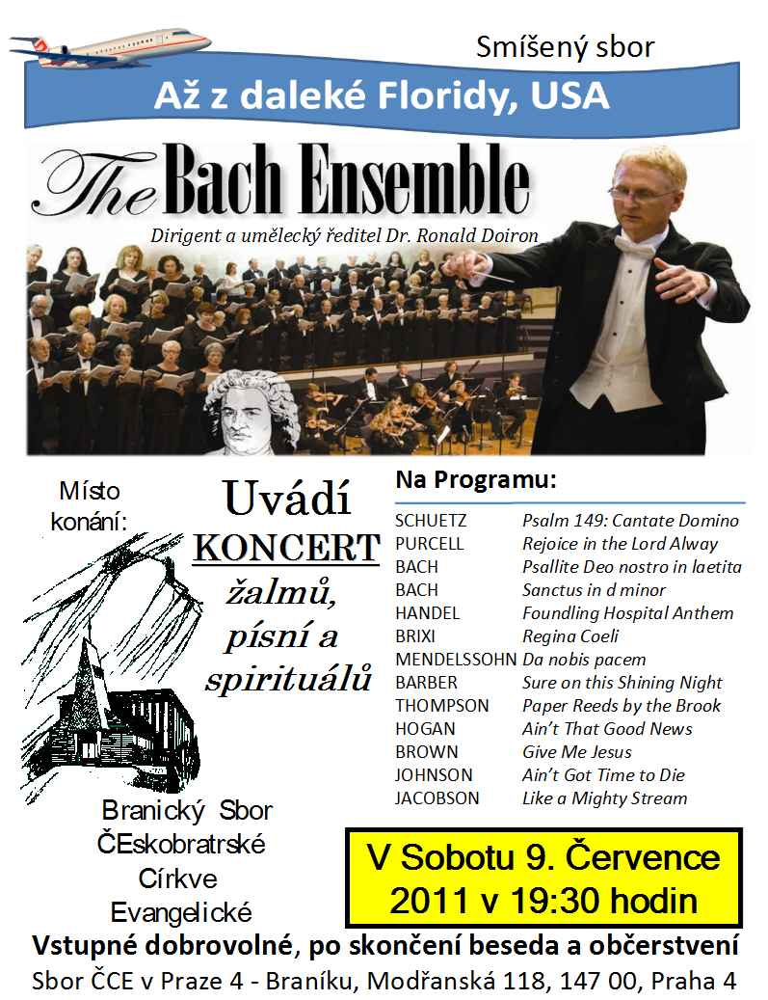 Smíšený sbor
Až z daleké Floridy, USA
The Bach Ensemble
Dirigent a umělecký ředitel Dr. Ronald Doiron
Místo
konání:
Uvádí
KONCERT
žalmů,
písní a
spirituálů
Na Programu:
SCHUETZ Psalm 149: Cantate Domino
PURCELL Rejoice in the Lord Alway
BACH Psallite Deo nostro in laetita
BACH Sanctus in d minor
HANDEL Foundling Hospital Anthem
BRIXI Regina Coeli
MENDELSSOHN Da nobis pacem
BARBER Sure on this Shining Night
THOMPSON Paper Reeds by the Brook
HOGAN Ain’t That Good News
BROWN Give Me Jesus
JOHNSON Ain’t Got Time to Die
JACOBSON Like a Mighty Stream
Branický Sbor
ČEskobratrské
Církve
Evangelické
V Sobotu 9. Července
2011 v 19:30 hodin
Vstupné dobrovolné, po skončení beseda a občerstvení
Sbor ČCE v Praze 4 - Braníku, Modřanská 118, 147 00, Praha 4